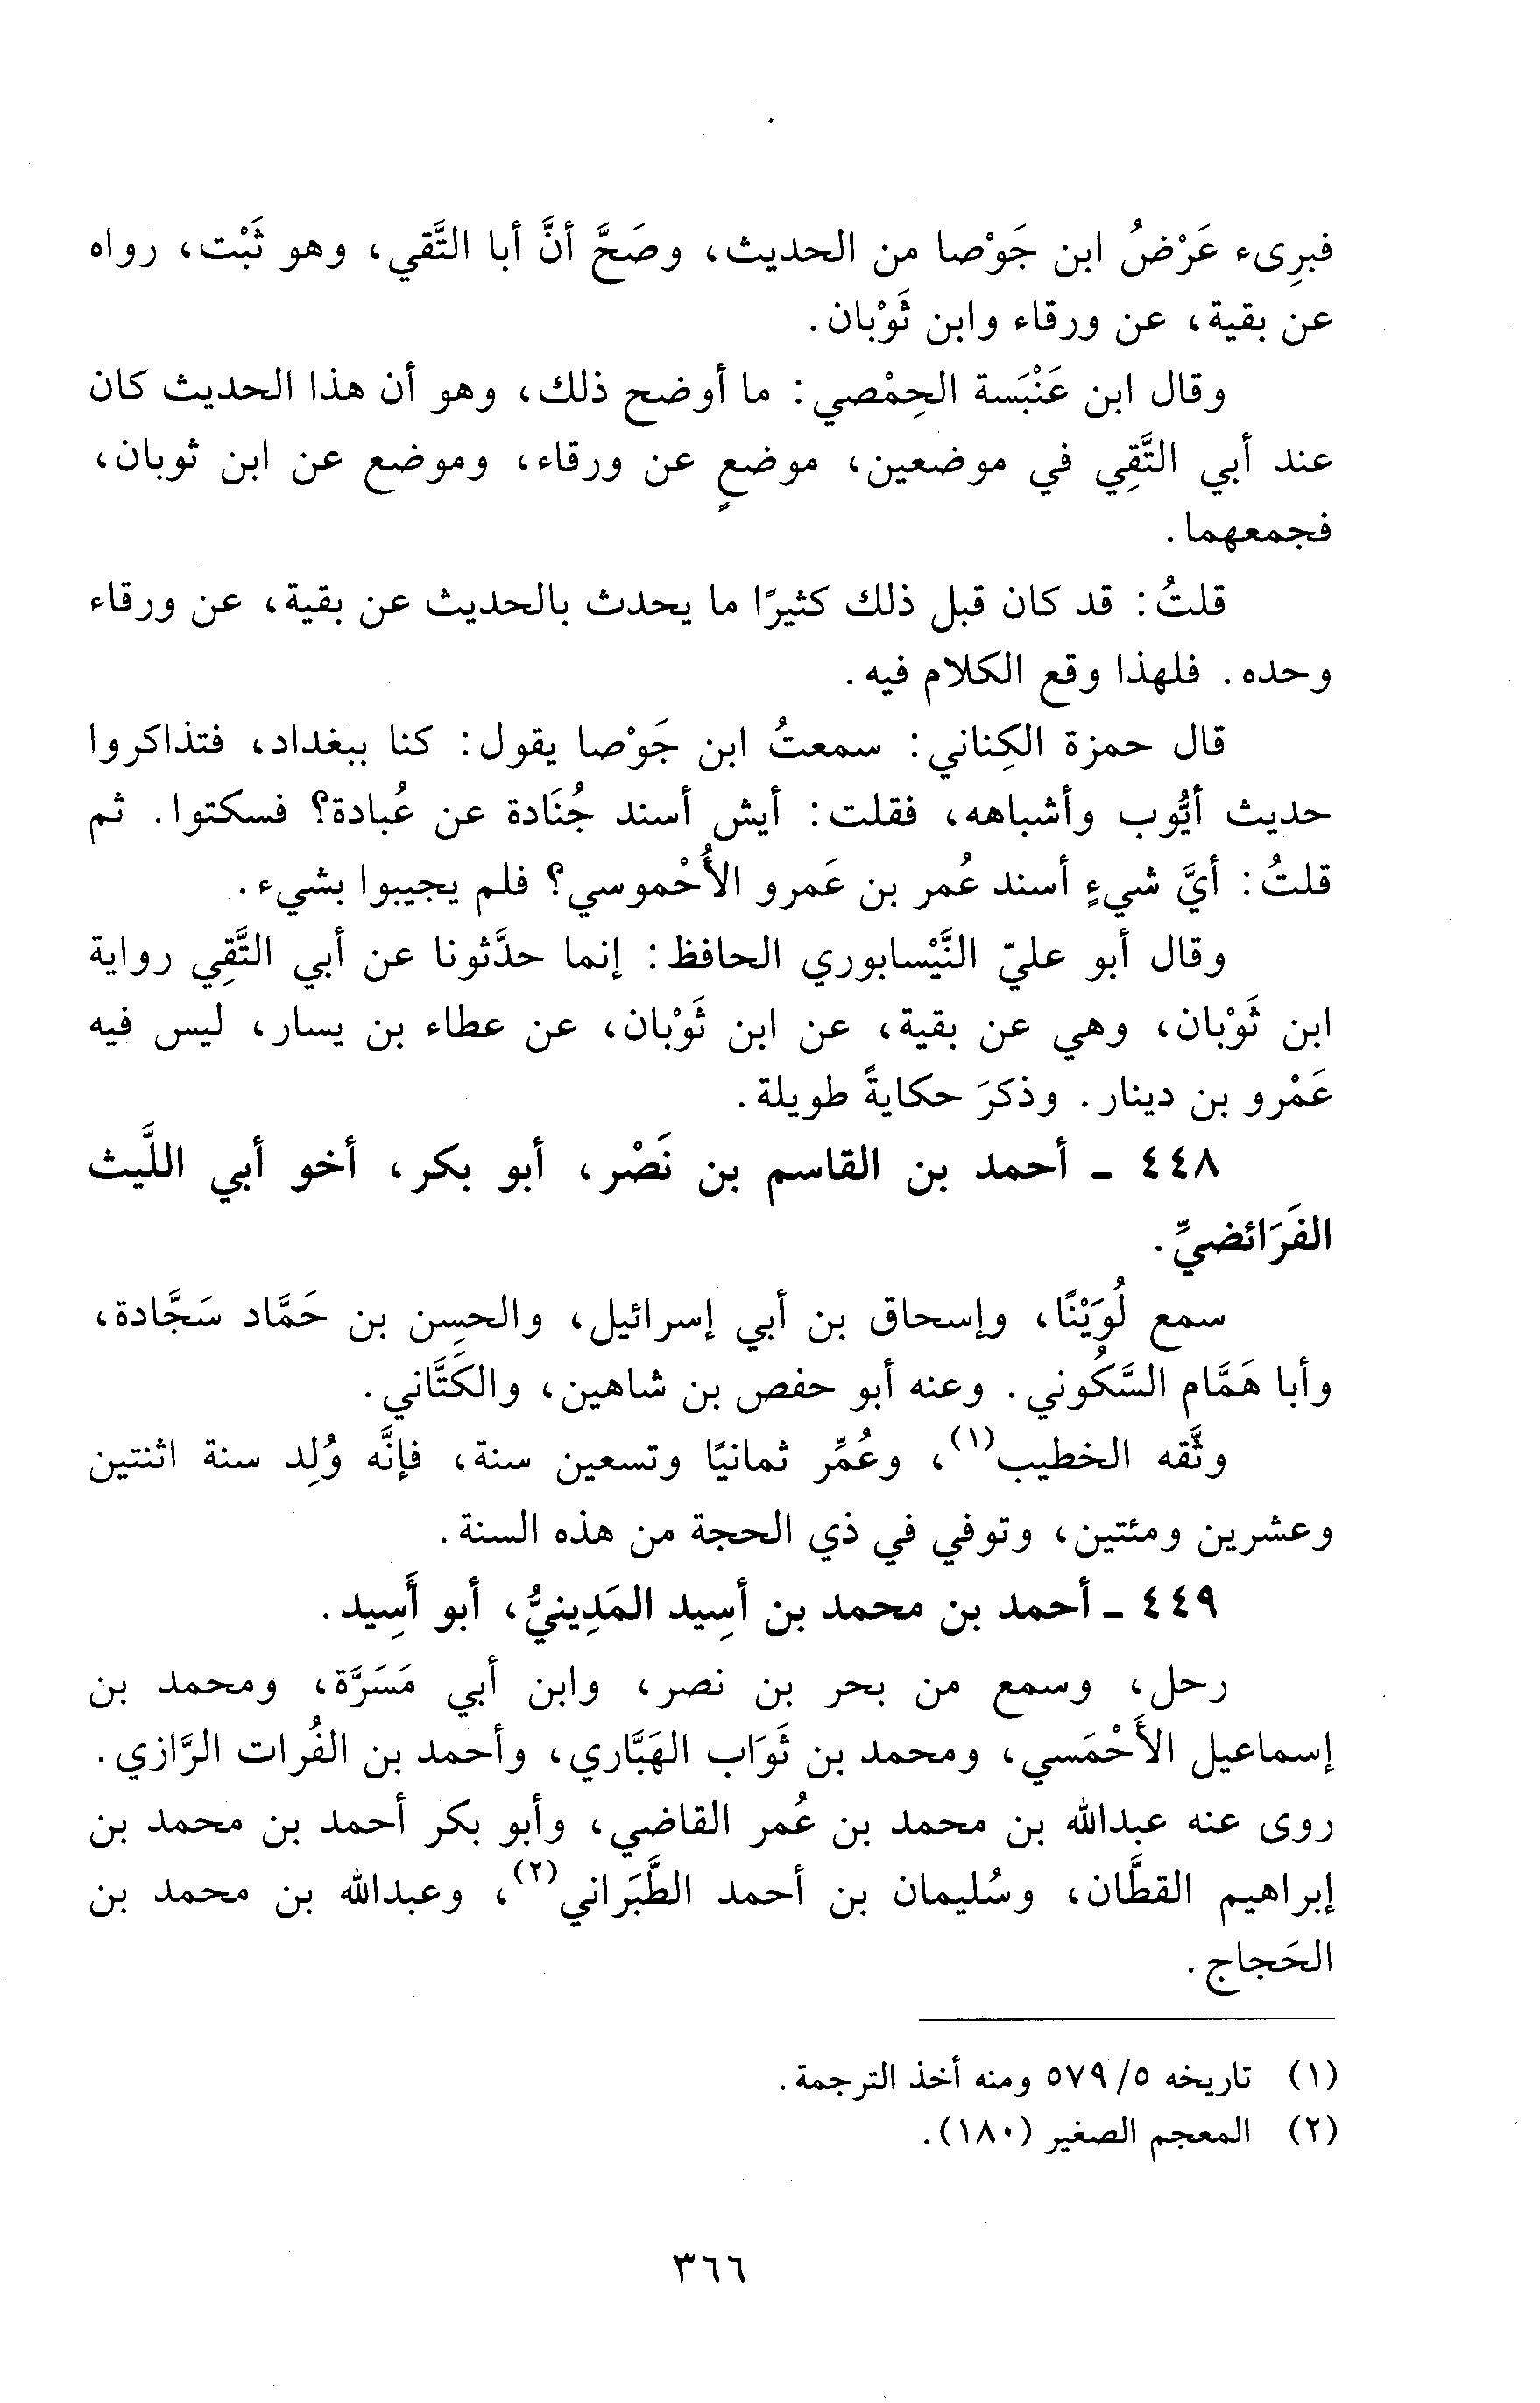 فبرِىء عَرْضُ ابن جَوْصا من الحديث، وصَحَّ أنَّ أبا التَّقي، وهو ثَبْت، رواه
عن بقية، عن ورقاء وابن ثَوْبان.
وقال ابن عَنْبَسة الحِمْصي: ما أوضح ذلك، وهو أن هذا الحديث كان
عند أبي التَّقِي في موضعين، موضعٍ عن ورقاء، وموضع عن ابن ثوبان،
فجمعهما.
قلتُ: قد كان قبل ذلك كثيرًا ما يحدث بالحديث عن بقية، عن ورقاء
وحده. فلهذا وقع الكلام فيه.
قال حمزة الكِناني: سمعتُ ابن جَوْصا يقول: كنا ببغداد، فتذاكروا
حديث أيُّوب وأشباهه، فقلت: أيش أسند جُنَادة عن عُبادة؟ فسكتوا. ثم
قلتُ: أيَّ شيءٍ أسند عُمر بن عَمرو الأُحْموسي؟ فلم يجيبوا بشيء.
وقال أبو عليّ النَّيْسابوري الحافظ: إنما حدَّثونا عن أبي التَّقِي رواية
ابن ثَوْبان، وهي عن بقية، عن ابن ثَوْبان، عن عطاء بن يسار، ليس فيه
عَمْرو بن دينار. وذكرَ حكايةً طويلة.
٤٤٨ - أحمد بن القاسم بن نَصْر، أبو بكر، أخو أبي اللَّيث
الفَرَائضيِّ.
سمع لُوَيْنًا، وإسحاق بن أبي إسرائيل، والحسن بن حَمَّاد سَجَّادة،
وأبا هَمَّام السَّكُوني. وعنه أبو حفص بن شاهين، والكَتَّاني.
وثَّقه الخطيب(١)، وعُمِّر ثمانيًا وتسعين سنة، فإنَّه وُلِد سنة اثنتين
وعشرين ومئتين، وتوفي في ذي الحجة من هذه السنة.
٤٤٩ - أحمد بن محمد بن أسِيد المَدِينيُّ، أبو أَسِيد.
رحل، وسمع من بحر بن نصر، وابن أبي مَسَرَّة، ومحمد بن
إسماعيل الأَحْمَسي، ومحمد بن ثَوَاب الهَبَّاري، وأحمد بن الفُرات الرَّازي.
روى عنه عبدالله بن محمد بن عُمر القاضي، وأبو بكر أحمد بن محمد بن
إبراهيم القطَّان، وسُليمان بن أحمد الطَّبَراني(٢)، وعبدالله بن محمد بن
الحَجاج.
(١) تاريخه ٥/ ٥٧٩ ومنه أخذ الترجمة.
(٢) المعجم الصغير (١٨٠).
٣٦٦